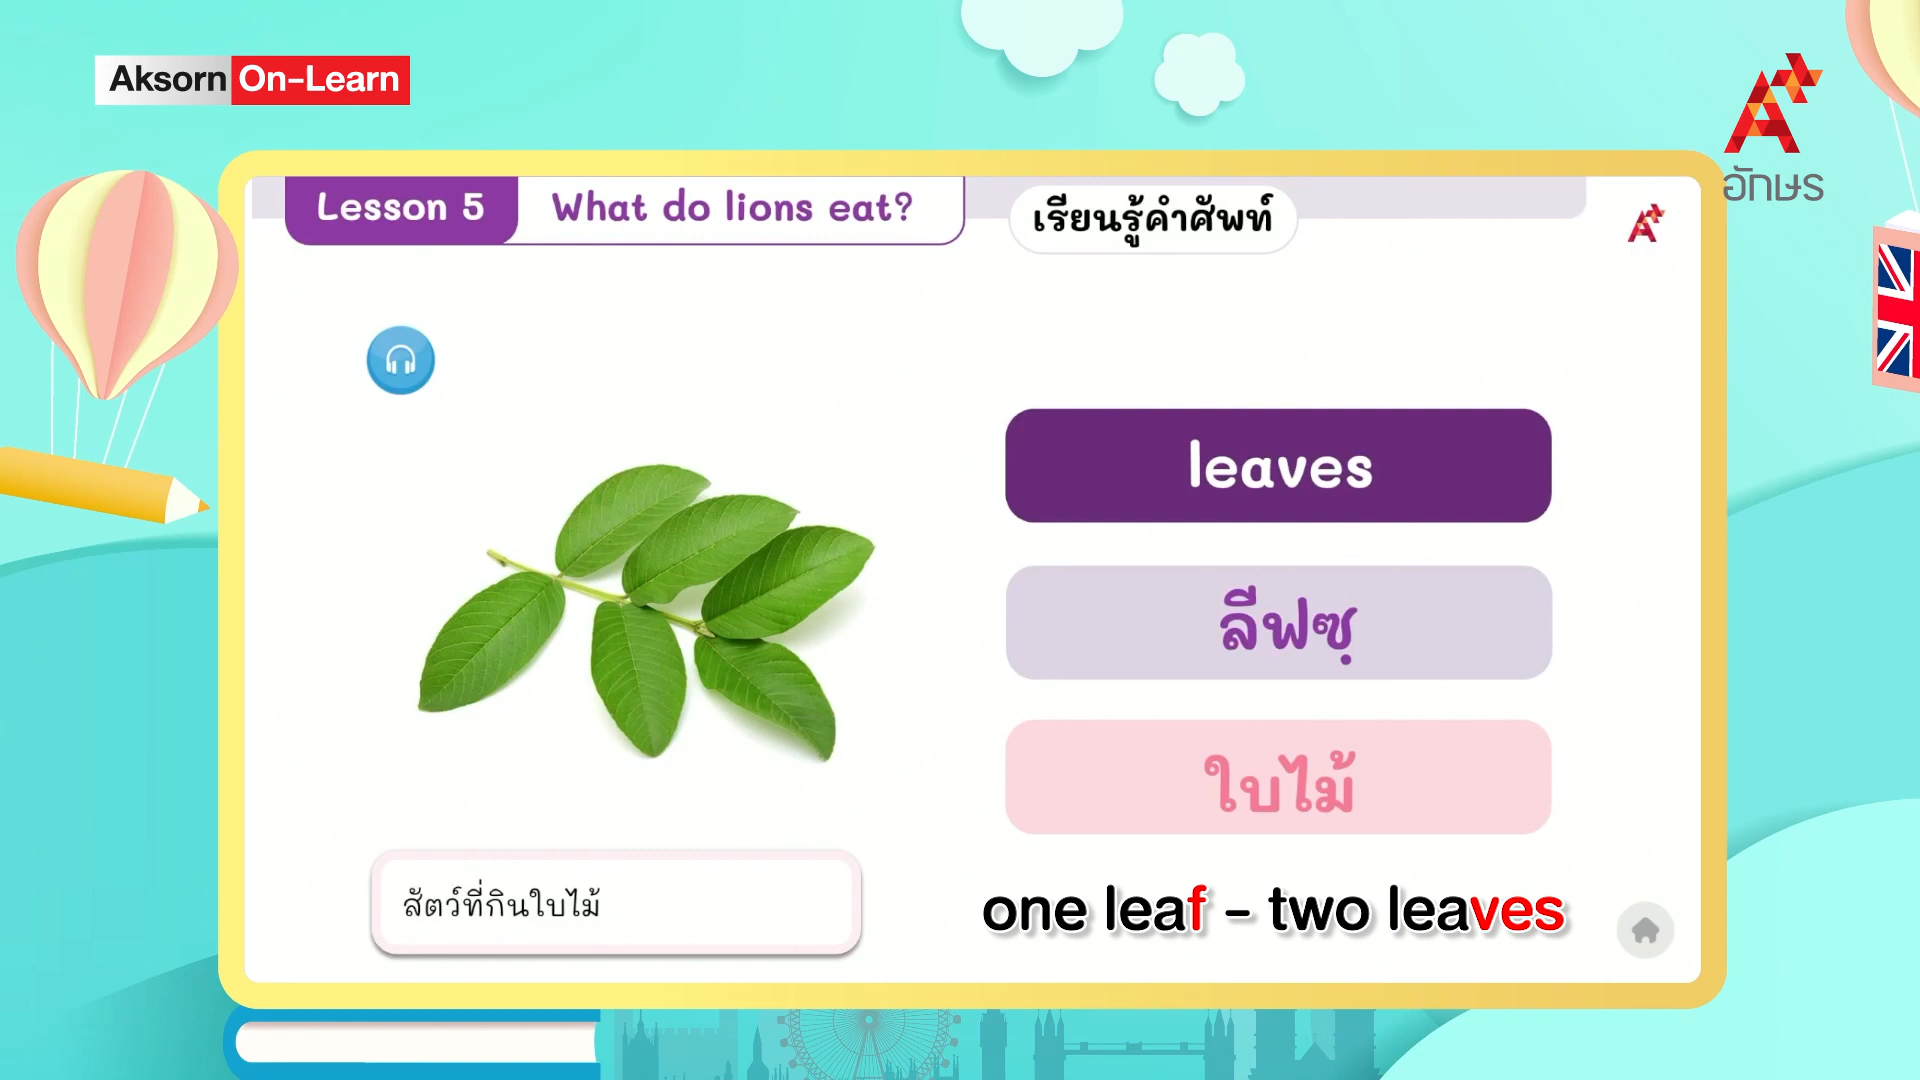 Aksorn On-Learn
อักษร
Lesson 5 What do lions eat? เรียนรู้คำศัพท์
leaves
ลีฟซฺ
ใบไม้
สัตว์ที่กินใบไม้
one leaf - two leaves